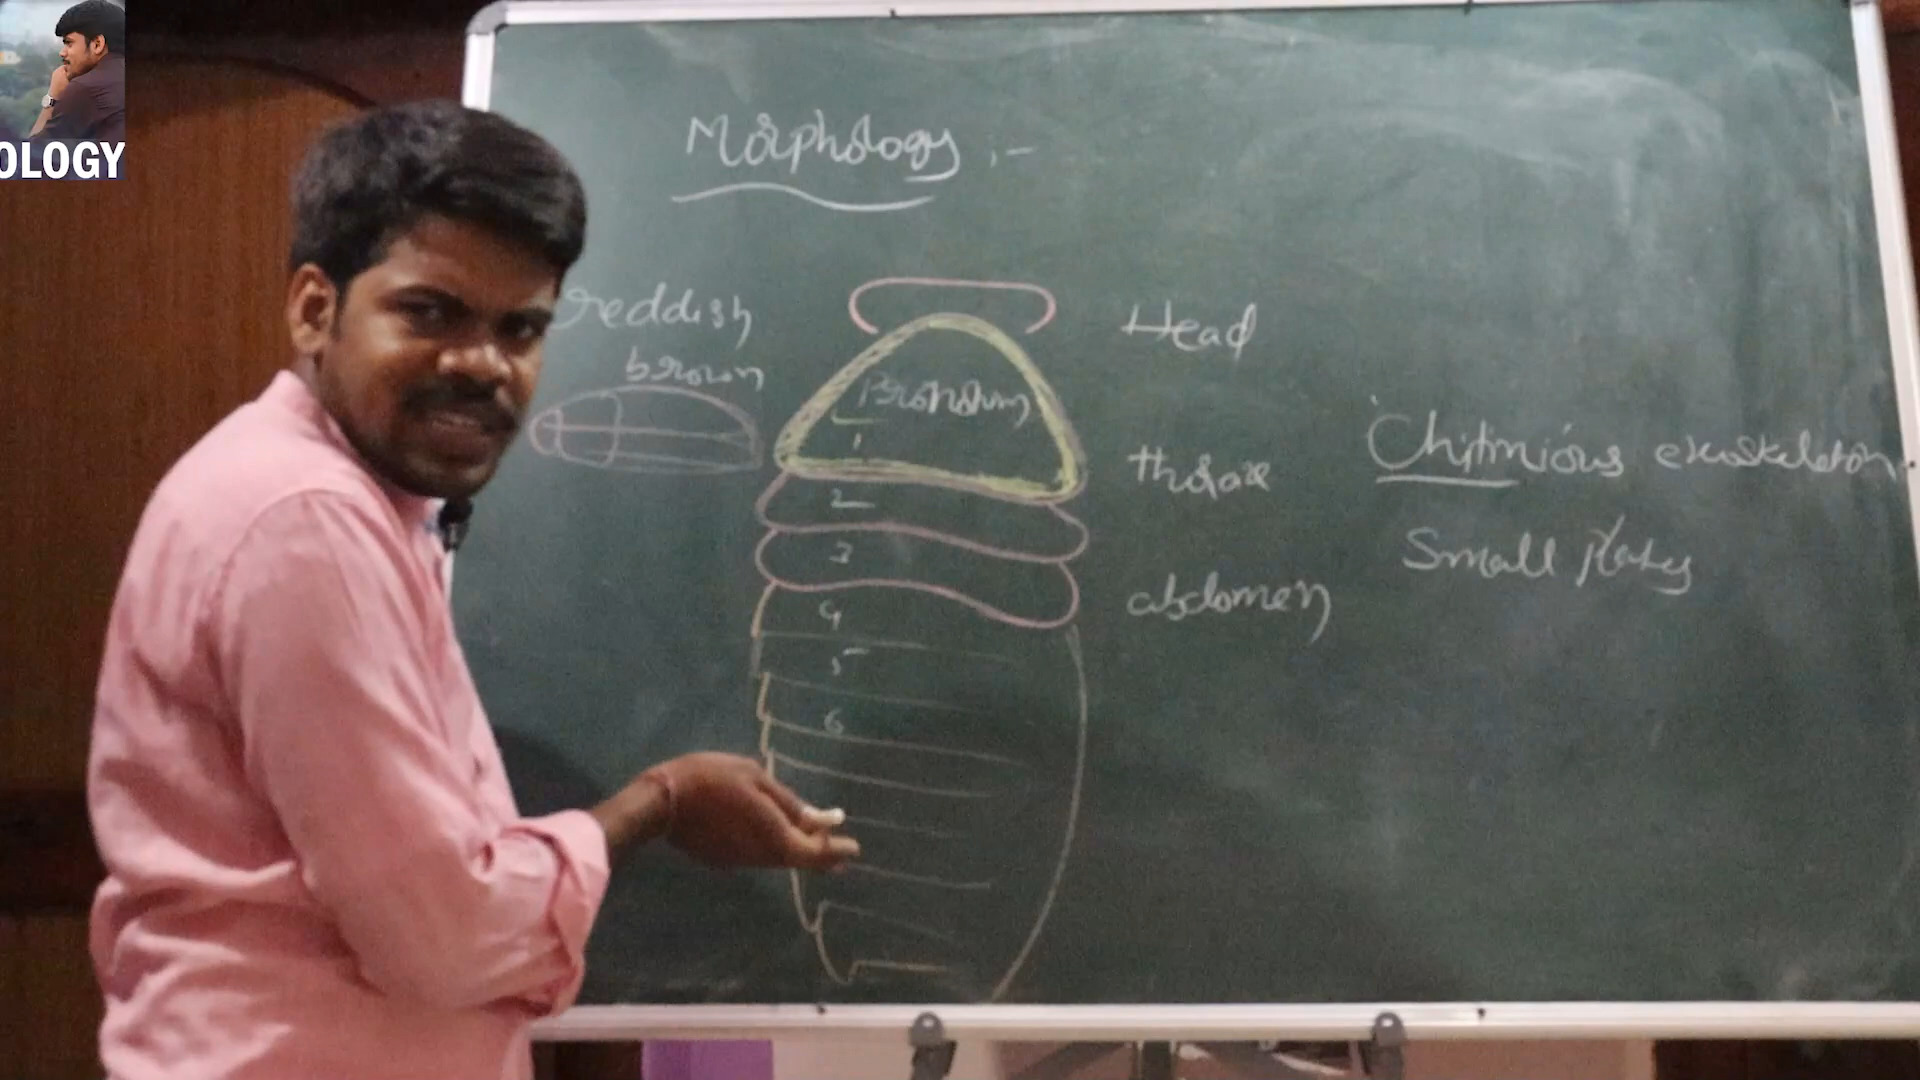 OLOGY
Morphology :-
reddish
brown
Head
Pronotum
1
thorax
Chitinious exoskeleton
2
Small plates
3
abdomen
4
5
6